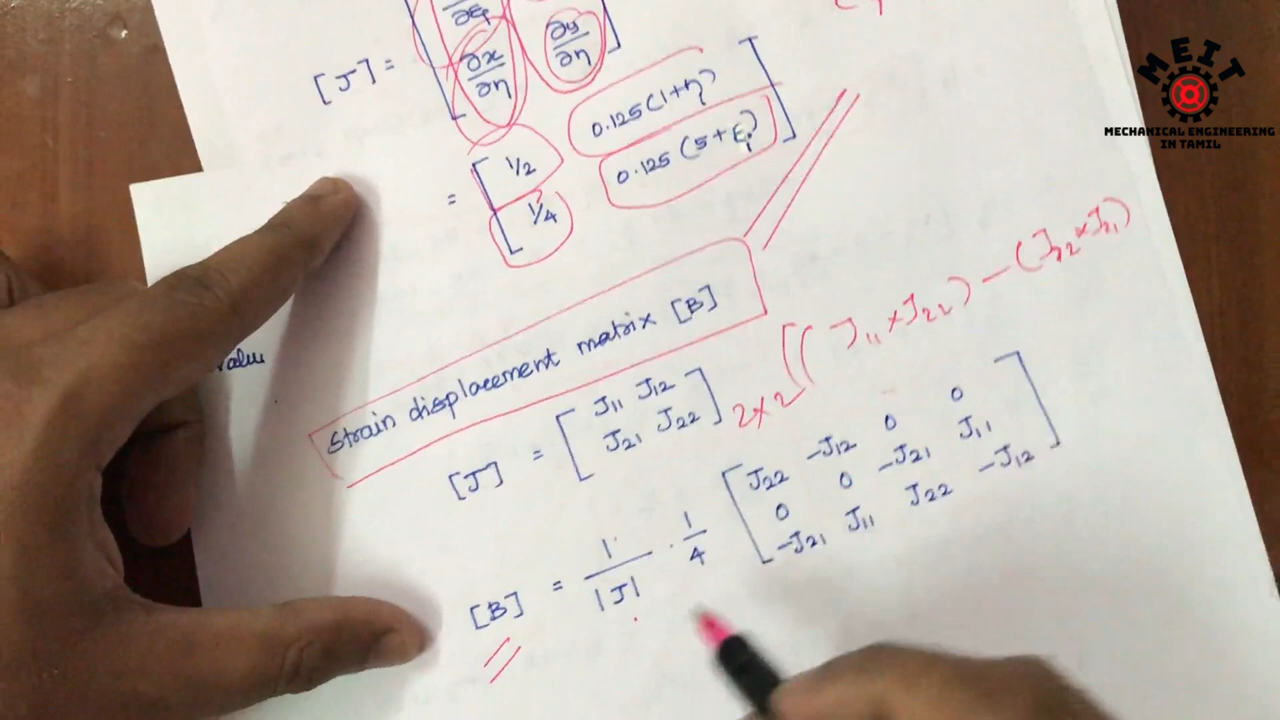 MEIT
MECHANICAL ENGINEERING
IN TAMIL
[J] = [ ∂ξ
∂x/∂η ∂y/∂η ]
= [ 1/2 0.125(1+η)
1/4 0.125(5+ξ) ]
value
Strain displacement matrix [B]
[J] = [ J11 J12
J21 J22 ] 2×2 [((J11 × J22) − (J22 × J21)
[B] = 1/|J| · 1/4 [ J22 -J12 0 0
0 0 -J21 J11
-J21 J11 J22 -J12 ]